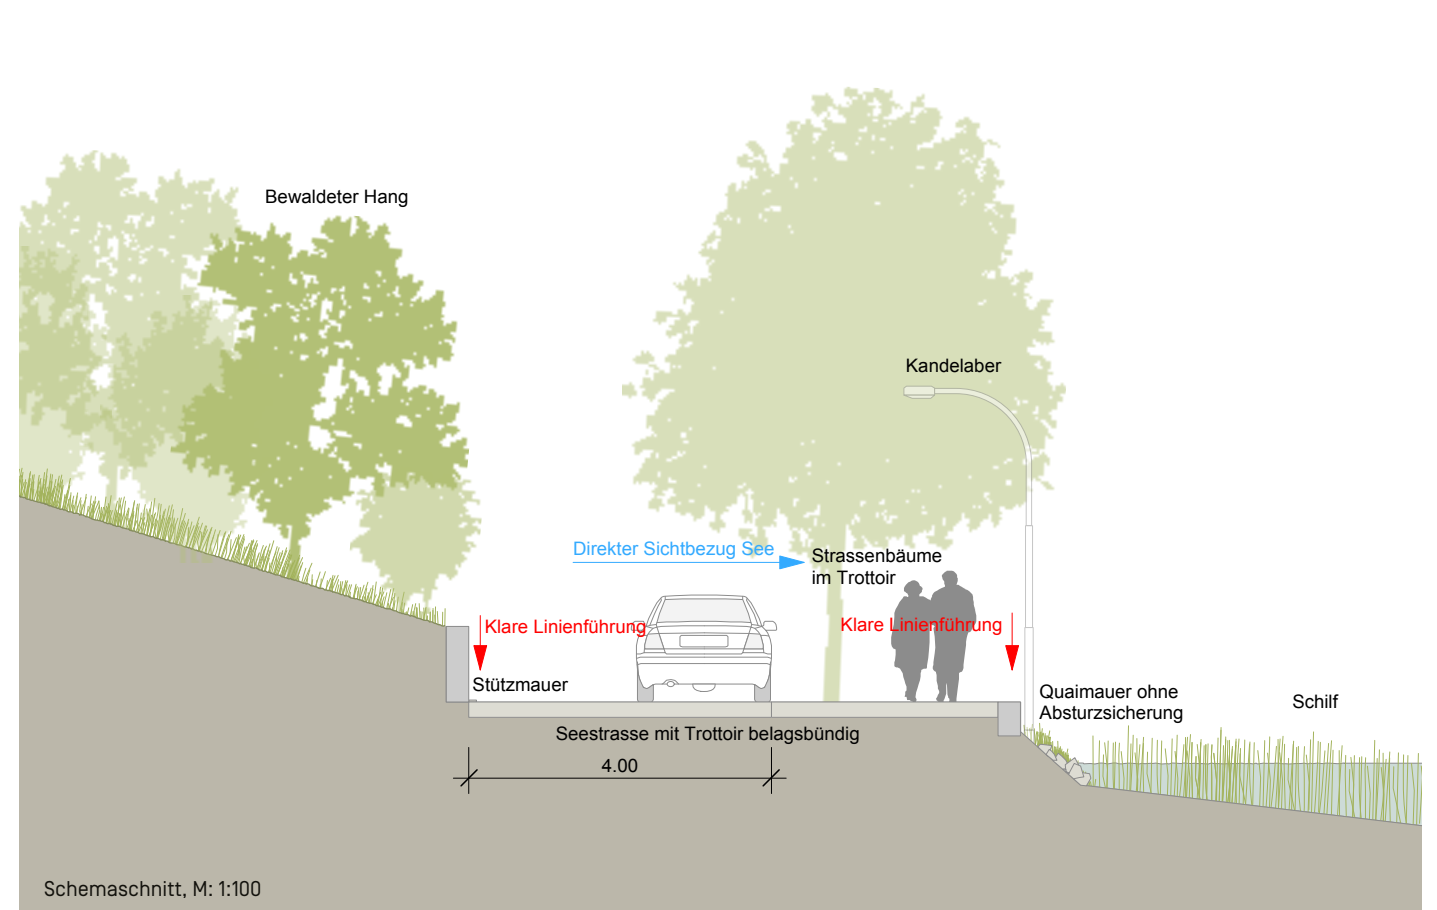 Bewaldeter Hang
Kandelaber
Direkter Sichtbezug See
Strassenbäume
im Trottoir
Klare Linienführung
Klare Linienführung
Stützmauer
Quaimauer ohne
Absturzsicherung
Schilf
Seestrasse mit Trottoir belagsbündig
4.00
Schemaschnitt, M: 1:100